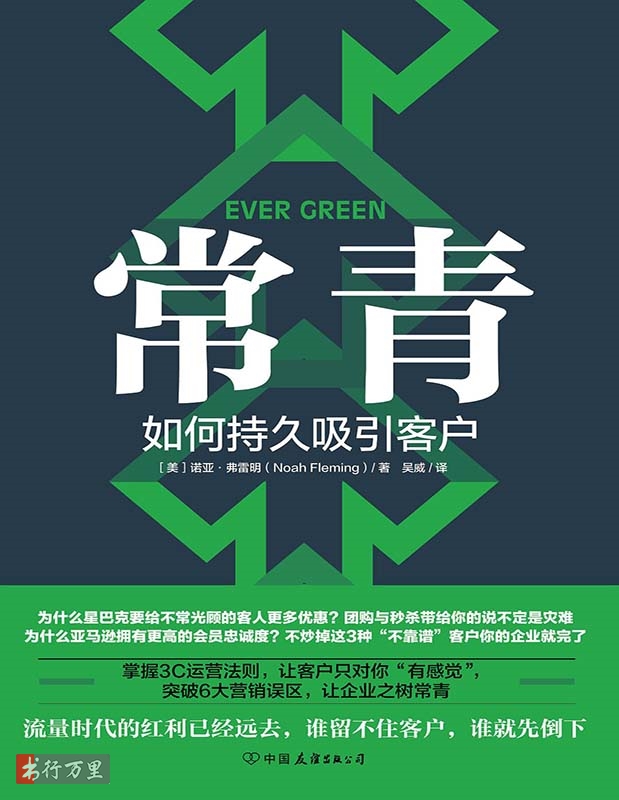 EVER GREEN
常青
如何持久吸引客户
[美]诺亚·弗雷明(Noah Fleming)/著 吴威/译
为什么星巴克要给不常光顾的客人更多优惠?团购与秒杀带给你的说不定是灾难
为什么亚马逊拥有更高的会员忠诚度?不炒掉这3种“不靠谱”客户你的企业就完了
掌握3C运营法则,让客户只对你“有感觉”,
突破6大营销误区,让企业之树常青
流量时代的红利已经远去,谁留不住客户,谁就先倒下
中国友谊出版公司
书行万里